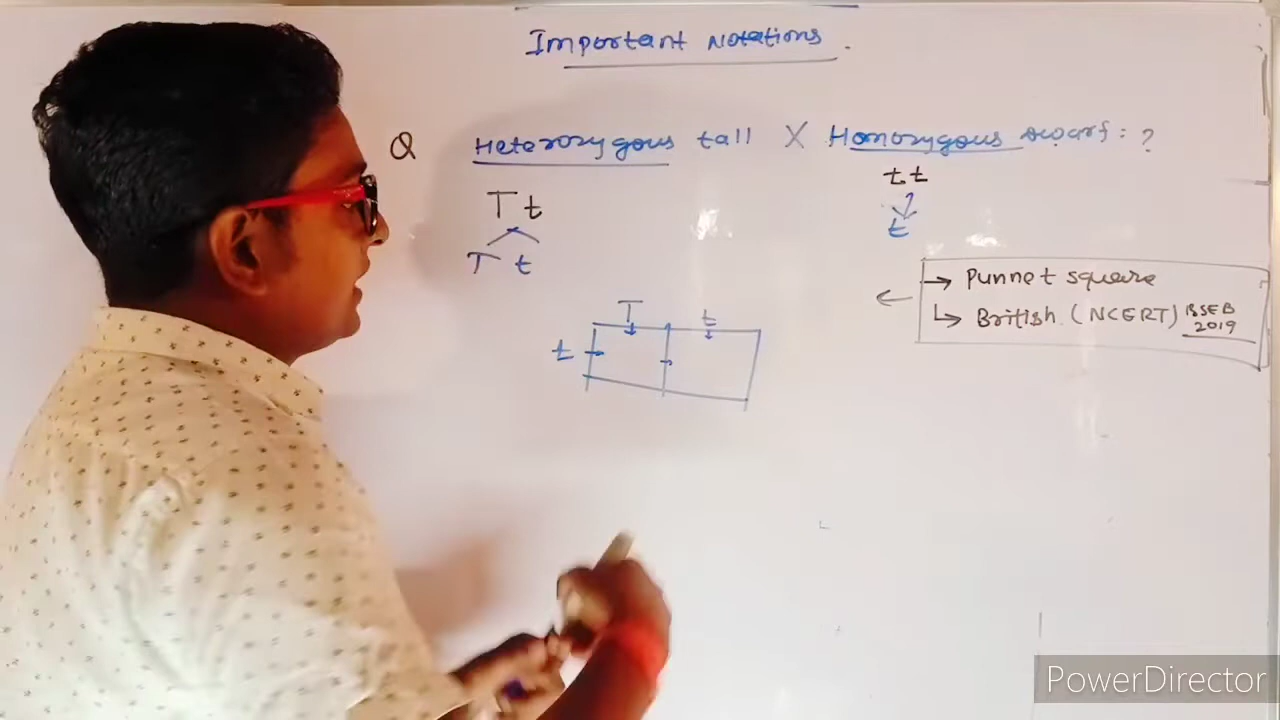 Important Notations.
Q Heterozygous tall X Homozygous dwarf: ?
Tt
tt
T t
t
→ Punnet square
↳ British (NCERT) BSEB 2019
T t
t
PowerDirector